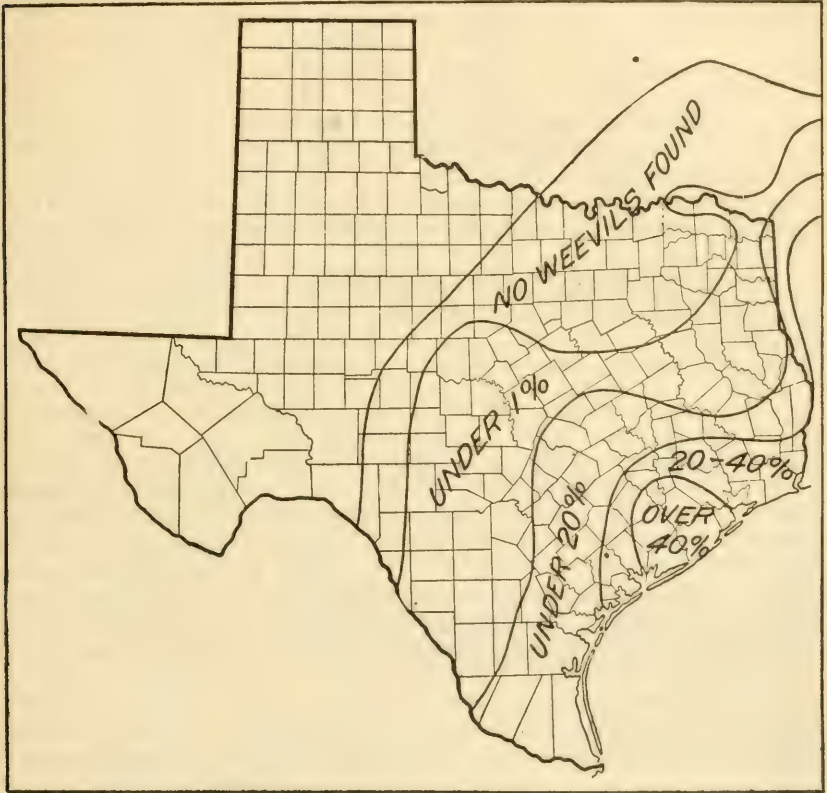 NO WEEVILS FOUND
UNDER 1%
UNDER 20%
20-40%
OVER
40%